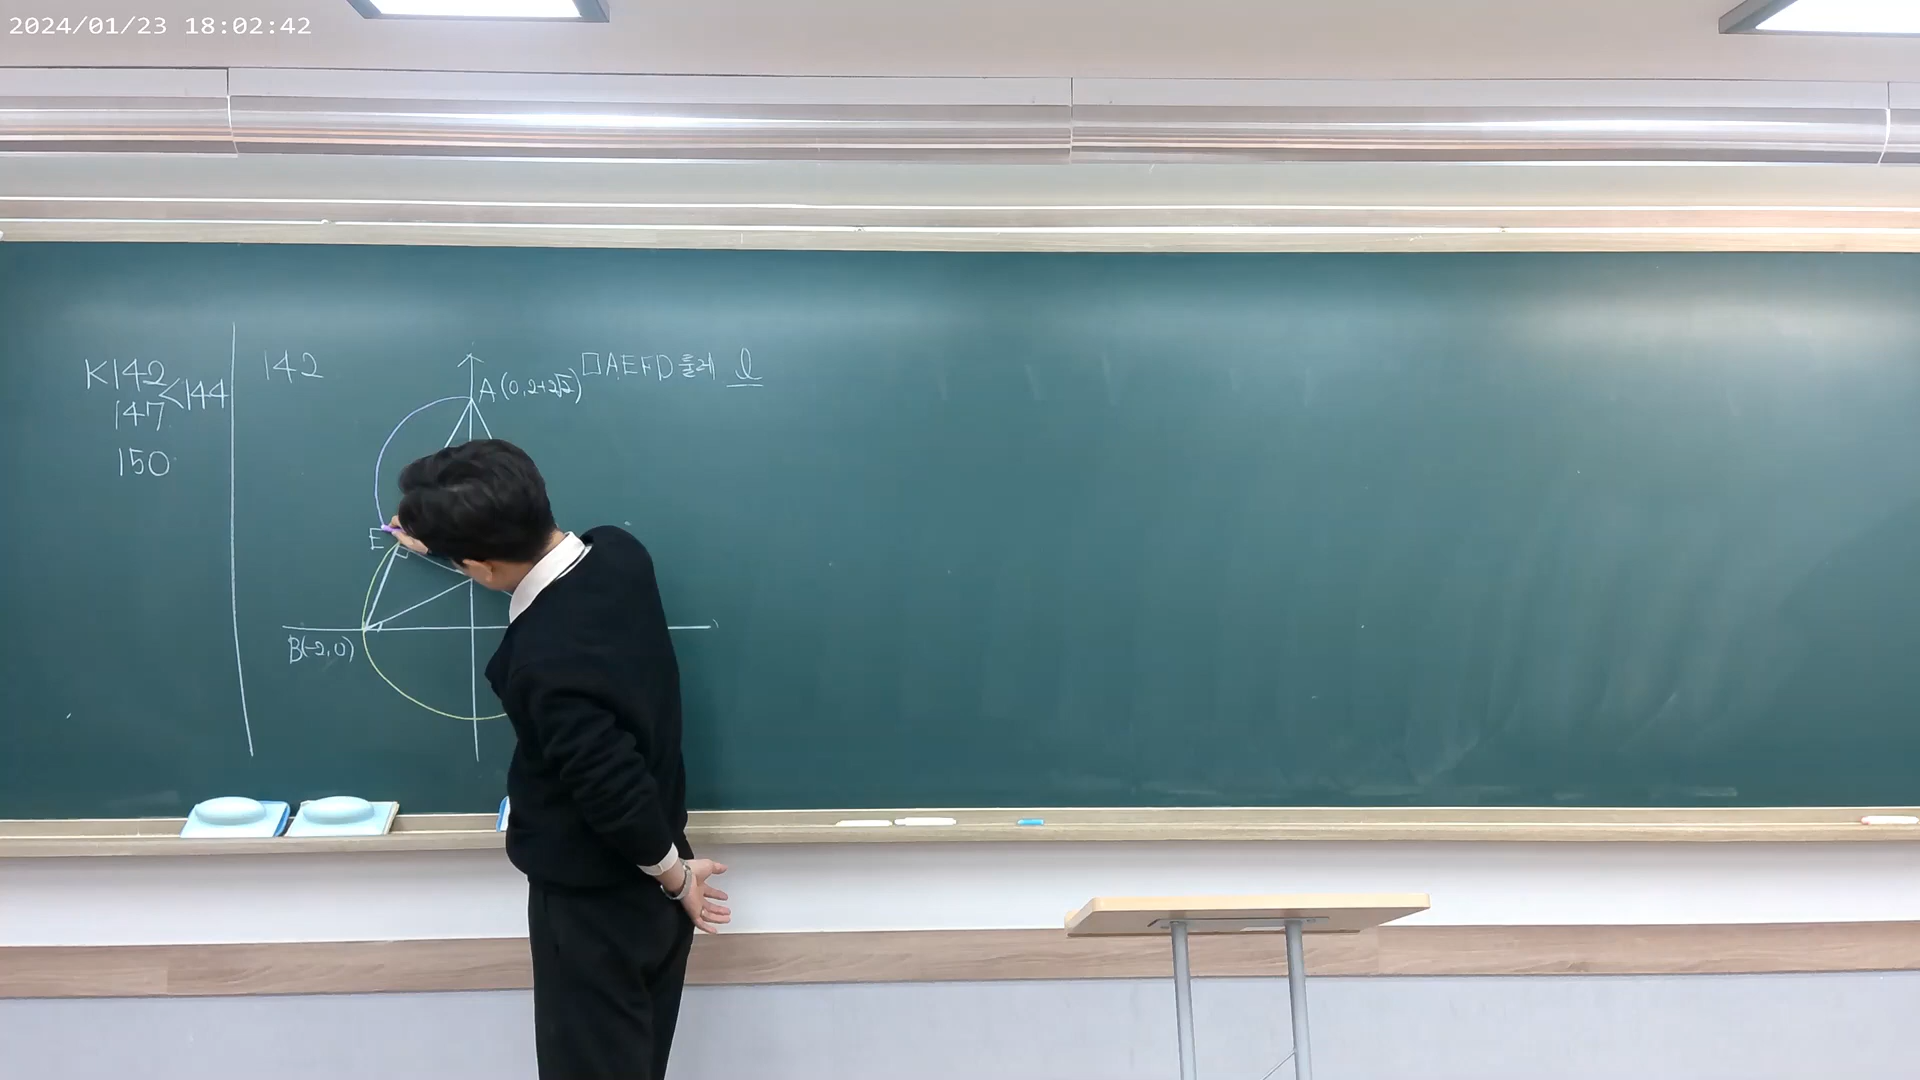 2024/01/23 18:02:42
K142
<144
147
150
142
A(0, 2+2√2)
□AEFD 둘레 l
E
B(-2, 0)